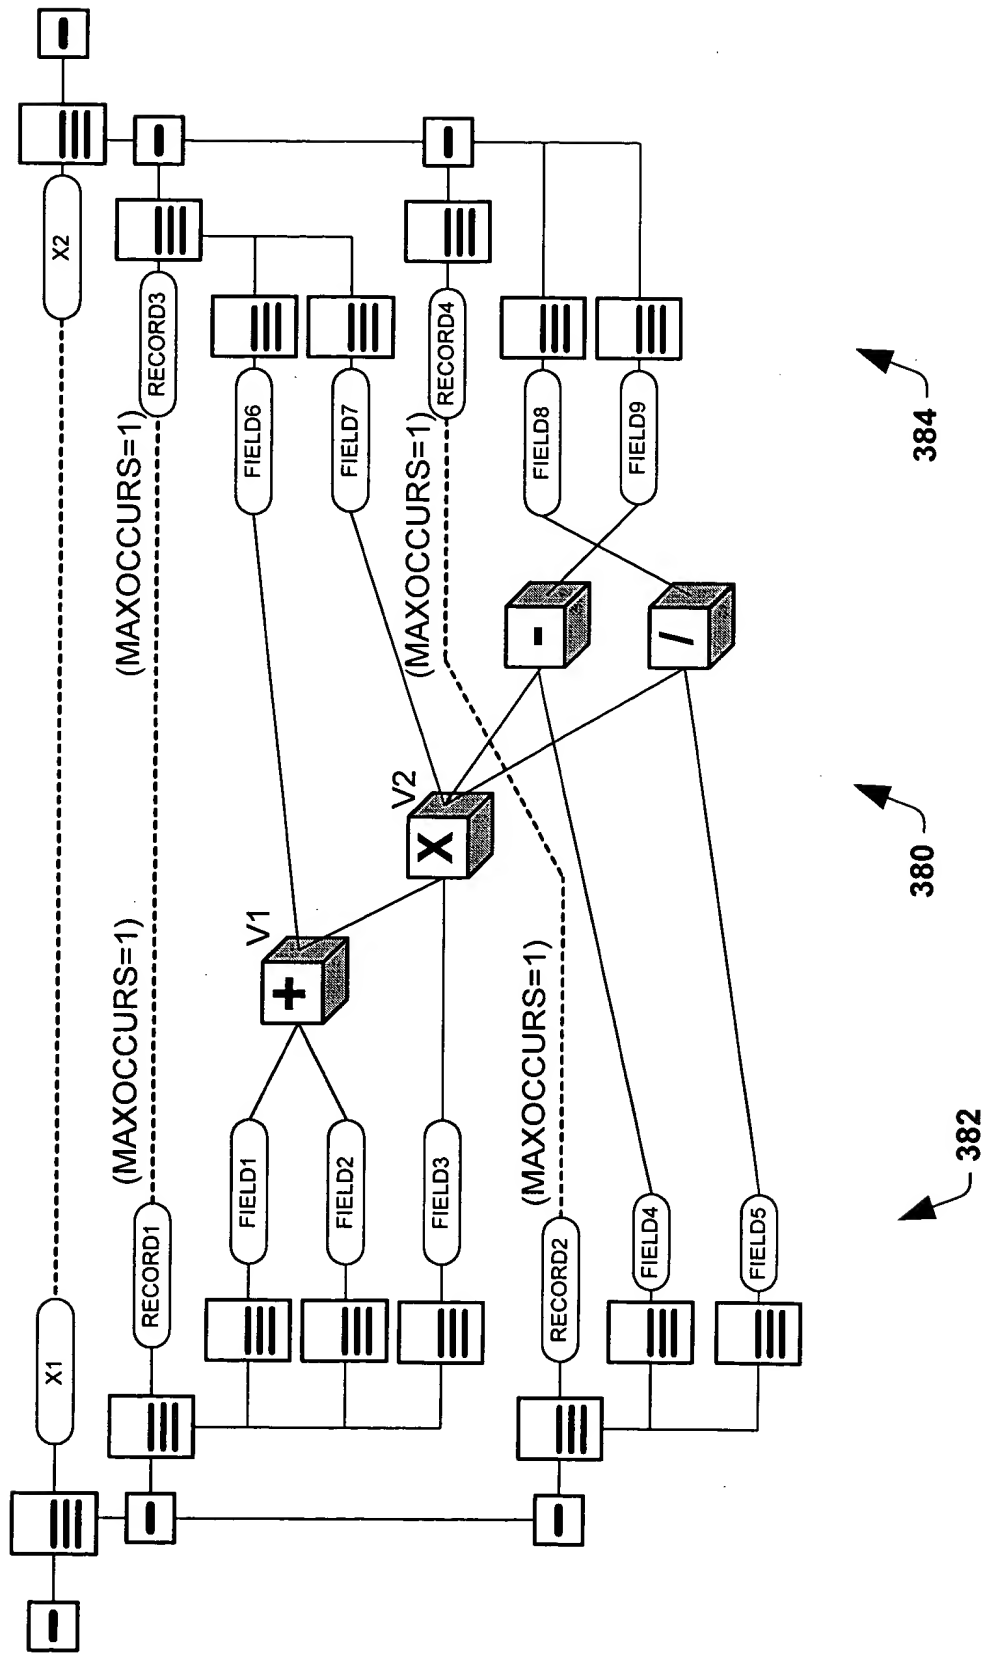 X1
X2
RECORD1
(MAXOCCURS=1)
(MAXOCCURS=1)
RECORD3
FIELD1
V1
+
FIELD6
FIELD2
FIELD7
FIELD3
V2
X
(MAXOCCURS=1)
RECORD4
RECORD2
(MAXOCCURS=1)
-
FIELD8
FIELD4
/
FIELD9
FIELD5
382
380
384